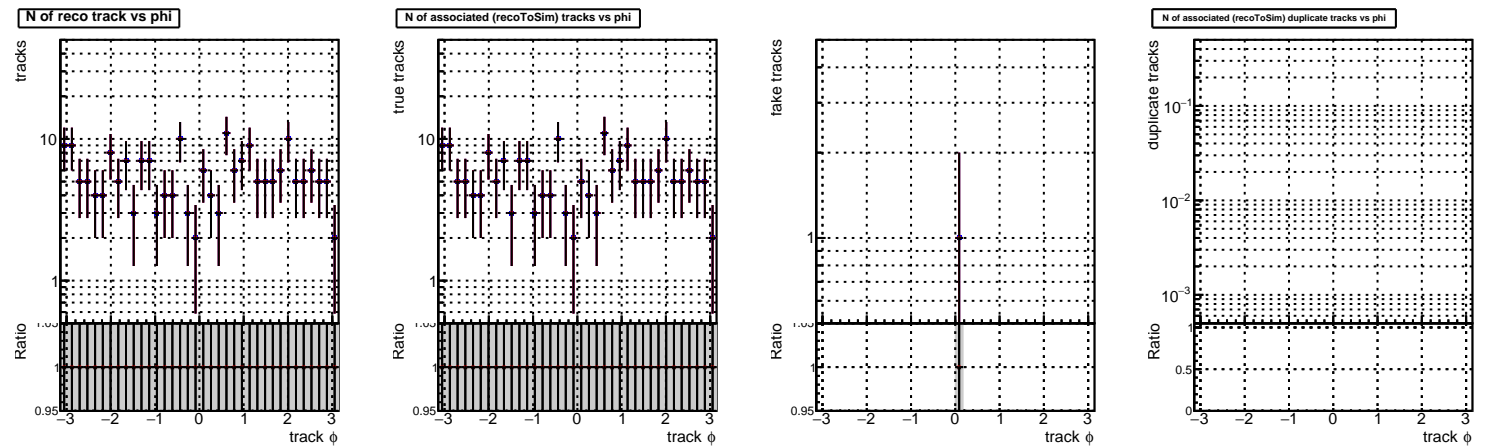 N of reco track vs phi
tracks
10
1
Ratio
1.05
1
0.95
−3 −2 −1 0 1 2 3
track ϕ
N of associated (recoToSim) tracks vs phi
true tracks
10
1
Ratio
1.05
1
0.95
−3 −2 −1 0 1 2 3
track ϕ
fake tracks
1
Ratio
1.05
1
0.95
−3 −2 −1 0 1 2 3
track ϕ
N of associated (recoToSim) duplicate tracks vs phi
duplicate tracks
10⁻¹
10⁻²
10⁻³
Ratio
1
0.5
0
−3 −2 −1 0 1 2 3
track ϕ